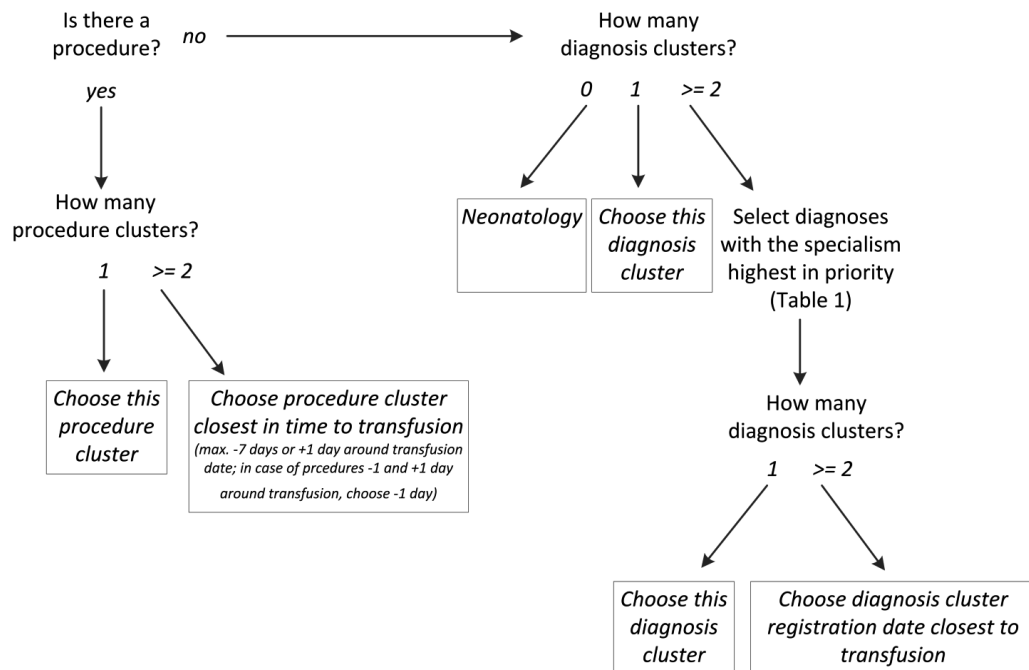 Is there a
procedure?
no
How many
diagnosis clusters?
yes
0
1
>= 2
How many
procedure clusters?
Neonatology
Choose this
diagnosis
cluster
Select diagnoses
with the specialism
highest in priority
(Table 1)
1
>= 2
Choose this
procedure
cluster
Choose procedure cluster
closest in time to transfusion
(max. -7 days or +1 day around transfusion
date; in case of prcedures -1 and +1 day
around transfusion, choose -1 day)
How many
diagnosis clusters?
1
>= 2
Choose this
diagnosis
cluster
Choose diagnosis cluster
registration date closest to
transfusion